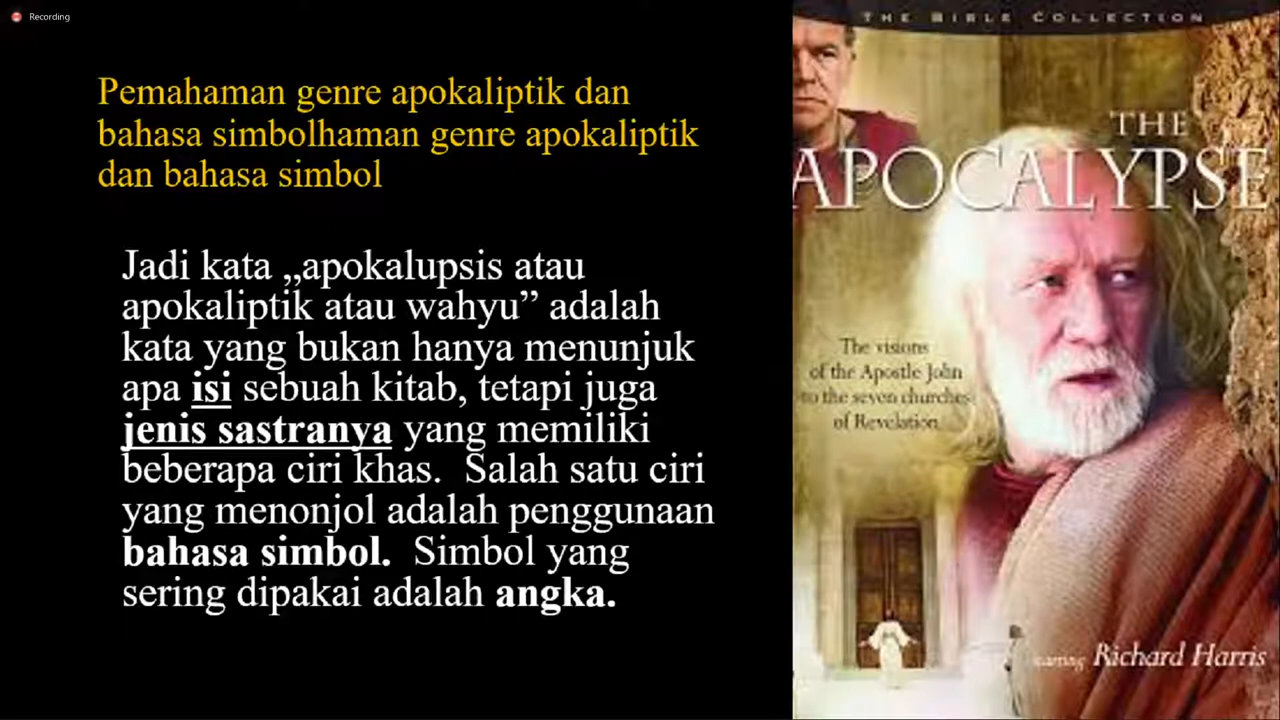 Recording
Pemahaman genre apokaliptik dan
bahasa simbolhaman genre apokaliptik
dan bahasa simbol
Jadi kata „apokalupsis atau
apokaliptik atau wahyu” adalah
kata yang bukan hanya menunjuk
apa isi sebuah kitab, tetapi juga
jenis sastranya yang memiliki
beberapa ciri khas. Salah satu ciri
yang menonjol adalah penggunaan
bahasa simbol. Simbol yang
sering dipakai adalah angka.
THE BIBLE COLLECTION
THE
APOCALYPSE
The visions
of the Apostle John
to the seven churches
of Revelation
starring Richard Harris